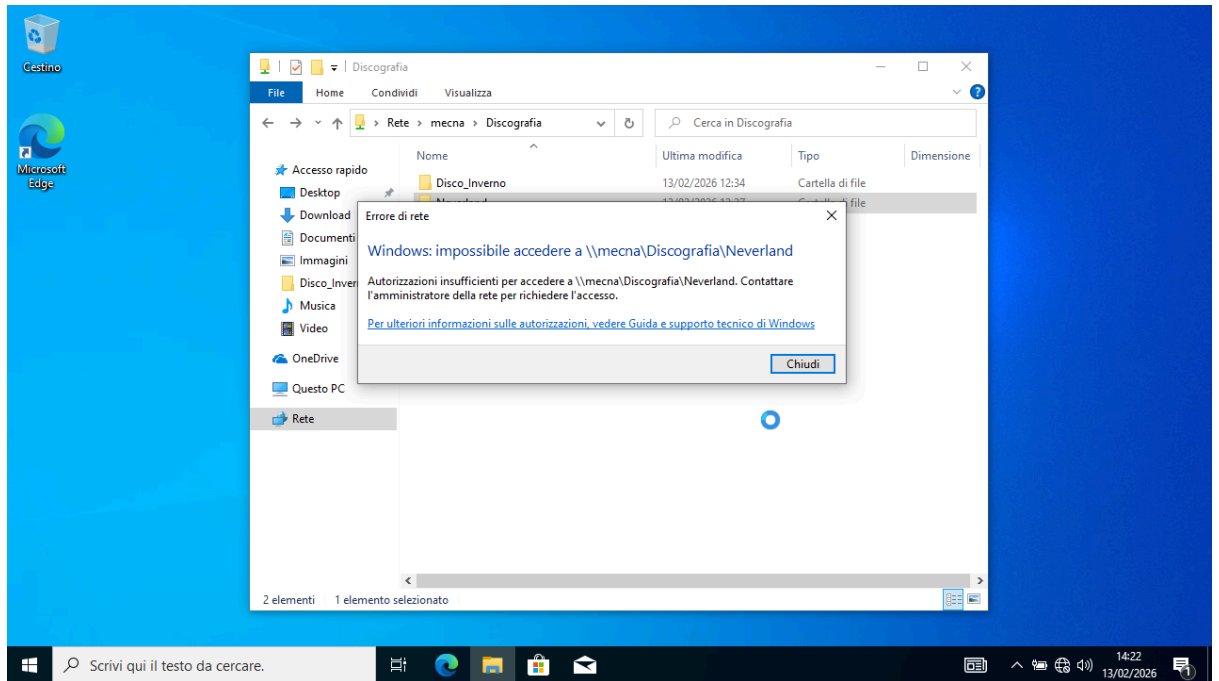 Cestino
Microsoft
Edge
Discografia
File Home Condividi Visualizza
Rete mecna Discografia
Cerca in Discografia
Nome Ultima modifica Tipo Dimensione
Accesso rapido
Desktop
Download
Documenti
Immagini
Disco_Inver
Musica
Video
OneDrive
Questo PC
Rete
Disco_Inverno 13/02/2026 12:34 Cartella di file
Errore di rete
Windows: impossibile accedere a \\mecna\Discografia\Neverland
Autorizzazioni insufficienti per accedere a \\mecna\Discografia\Neverland. Contattare
l'amministratore della rete per richiedere l'accesso.
Per ulteriori informazioni sulle autorizzazioni, vedere Guida e supporto tecnico di Windows
Chiudi
2 elementi 1 elemento selezionato
Scrivi qui il testo da cercare.
14:22
13/02/2026
1